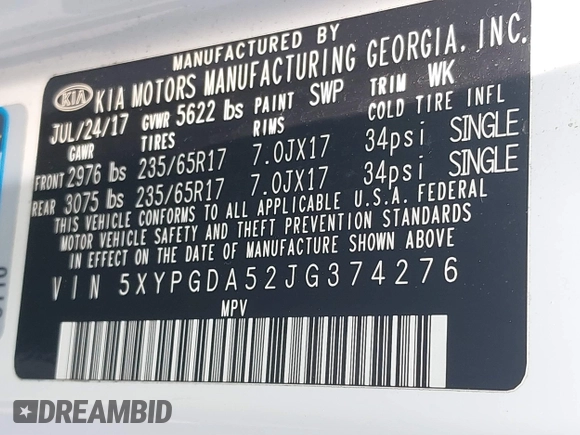 MANUFACTURED BY
KIA KIA MOTORS MANUFACTURING GEORGIA, INC.
JUL/24/17 GVWR 5622 lbs PAINT SWP TRIM WK
GAWR TIRES RIMS COLD TIRE INFL
FRONT 2976 lbs 235/65R17 7.0JX17 34psi SINGLE
REAR 3075 lbs 235/65R17 7.0JX17 34psi SINGLE
THIS VEHICLE CONFORMS TO ALL APPLICABLE U.S.A. FEDERAL
MOTOR VEHICLE SAFETY AND THEFT PREVENTION STANDARDS
IN EFFECT ON THE DATE OF MANUFACTURE SHOWN ABOVE
VIN 5XYPGDA52JG374276
MPV
DREAMBID